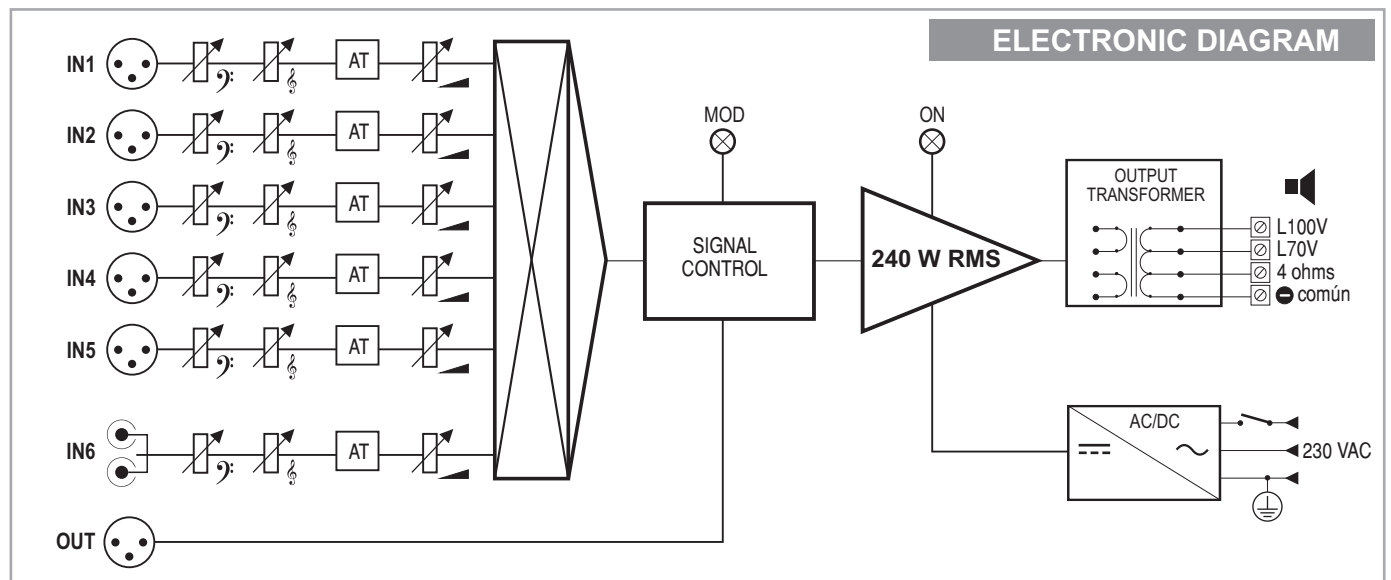 ELECTRONIC DIAGRAM
IN1 AT
IN2 AT
IN3 AT
IN4 AT
IN5 AT
IN6 AT
OUT
MOD
SIGNAL
CONTROL
ON
240 W RMS
OUTPUT
TRANSFORMER
L100V
L70V
4 ohms
común
AC/DC
230 VAC